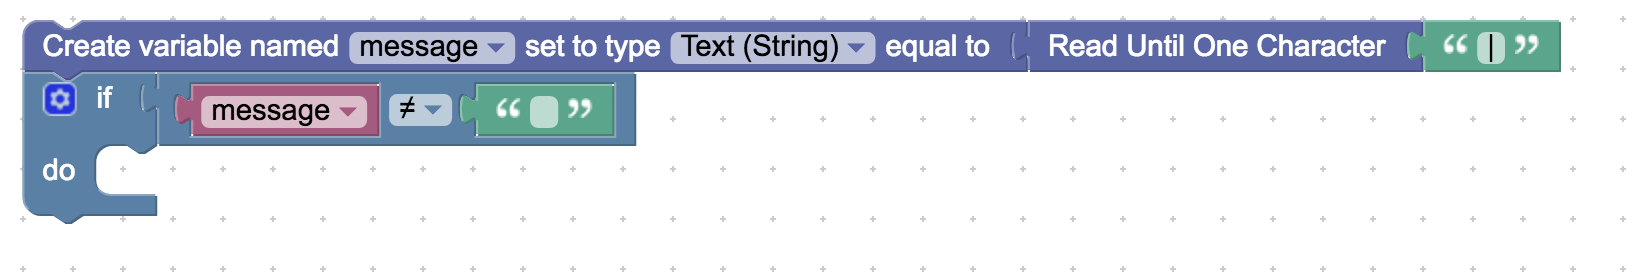 Create variable named message set to type Text (String) equal to Read Until One Character “ | ”
if message ≠ “ ”
do